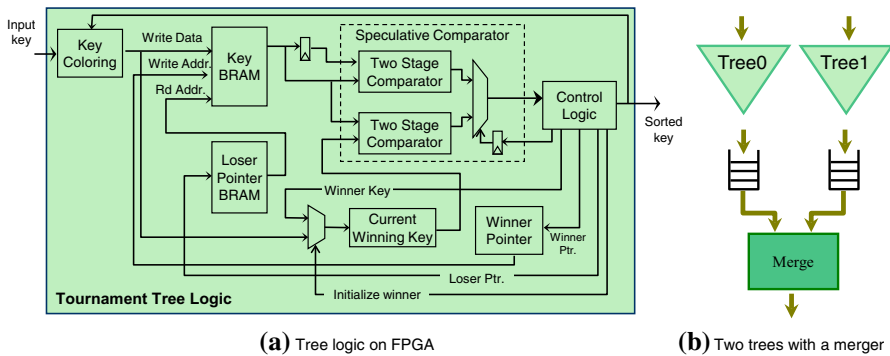 Input
key
Key
Coloring
Write Data
Write Addr.
Rd Addr.
Key
BRAM
Speculative Comparator
Two Stage
Comparator
Two Stage
Comparator
Control
Logic
Sorted
key
Loser
Pointer
BRAM
Winner Key
Current
Winning Key
Winner
Pointer
Winner
Ptr.
Loser Ptr.
Initialize winner
Tournament Tree Logic
(a) Tree logic on FPGA
Tree0
Tree1
Merge
(b) Two trees with a merger